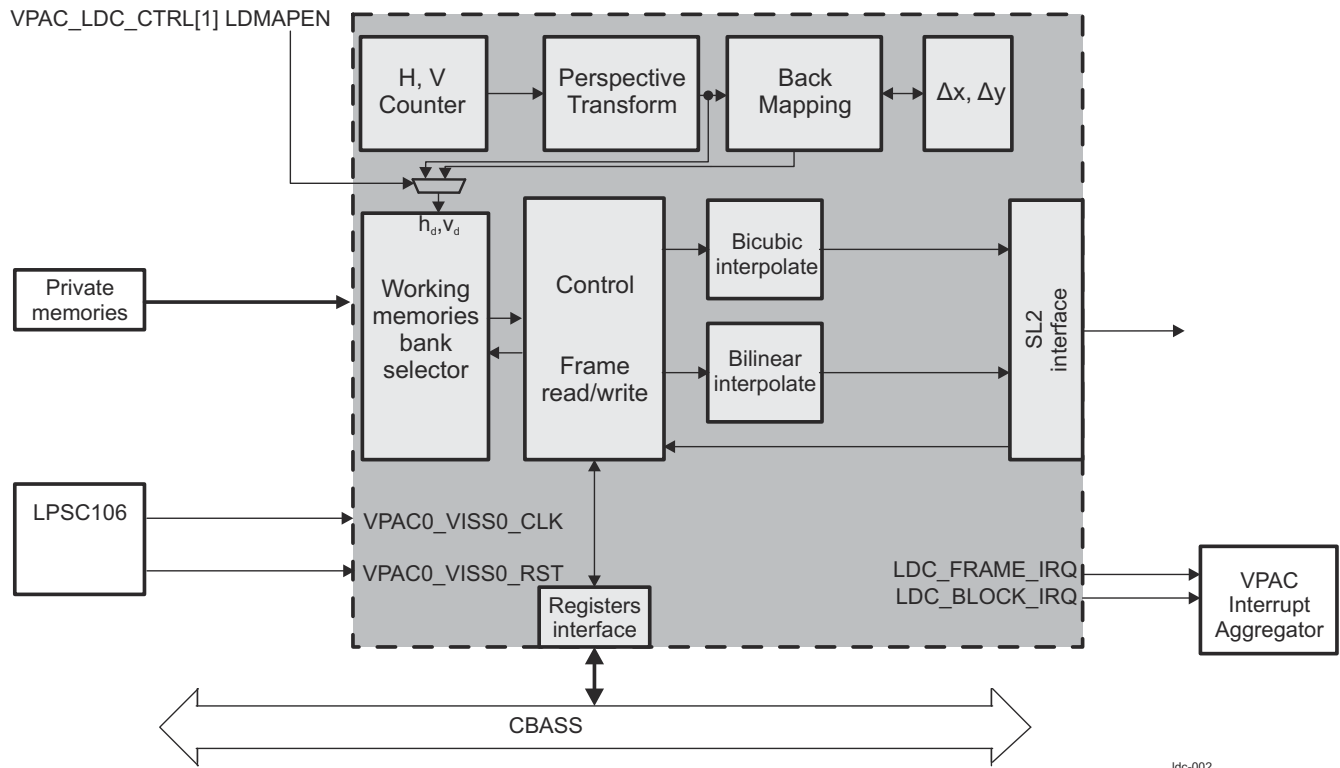 VPAC_LDC_CTRL[1] LDMAPEN
H, V
Counter
Perspective
Transform
Back
Mapping
Δx, Δy
h_d,v_d
Working
memories
bank
selector
Control
Frame
read/write
Bicubic
interpolate
Bilinear
interpolate
SL2
interface
Private
memories
LPSC106
VPAC0_VISS0_CLK
VPAC0_VISS0_RST
Registers
interface
LDC_FRAME_IRQ
LDC_BLOCK_IRQ
VPAC
Interrupt
Aggregator
CBASS
ldc-002